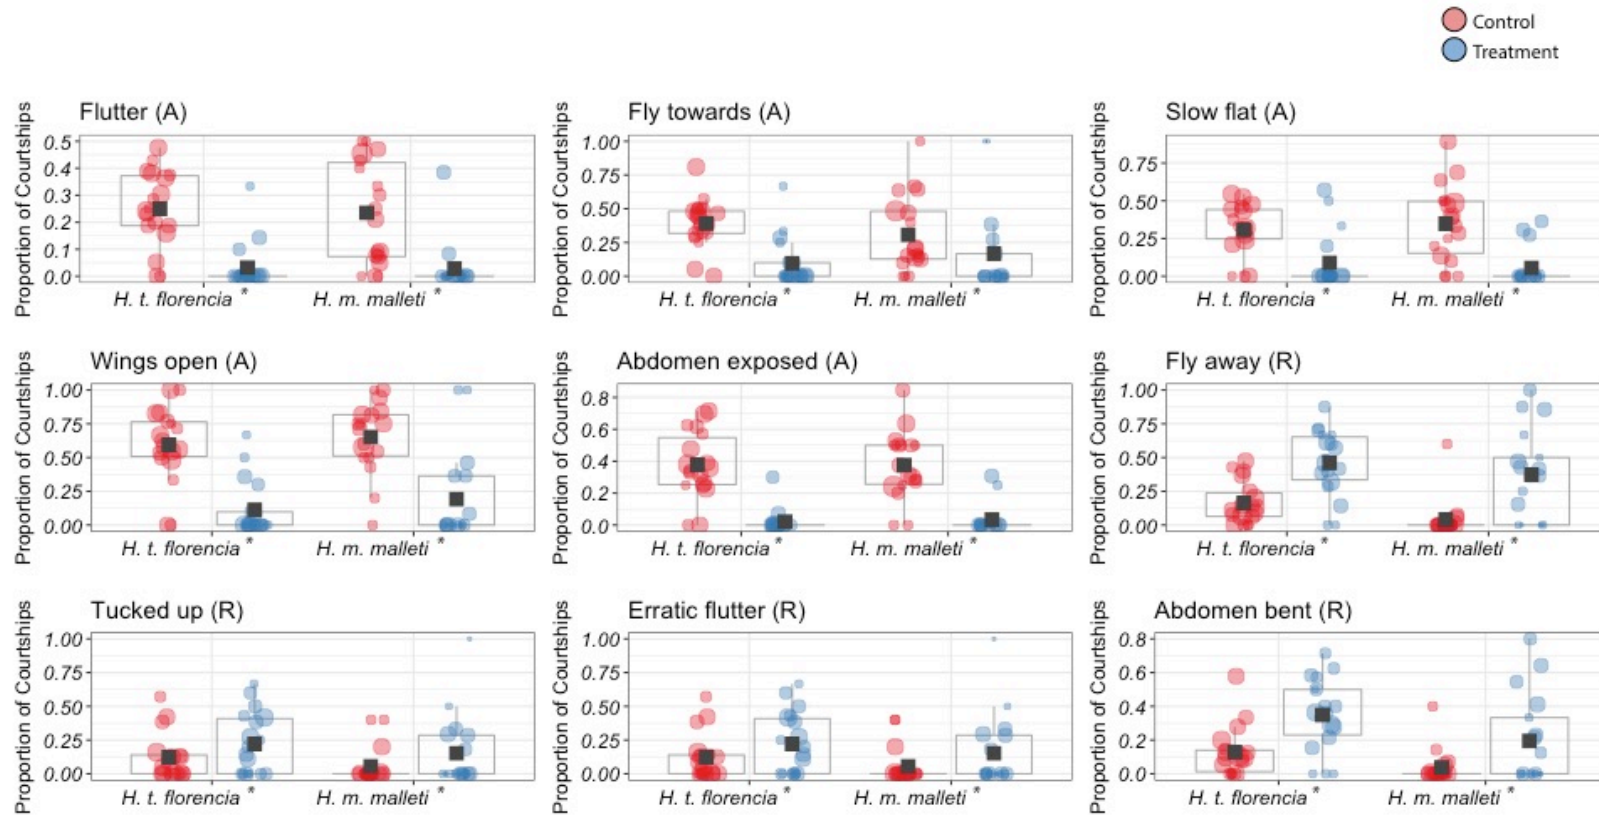 Control
Treatment
Flutter (A)
Proportion of Courtships
0.5
0.4
0.3
0.2
0.1
0.0
H. t. florencia *
H. m. malleti *
Fly towards (A)
Proportion of Courtships
1.00
0.75
0.50
0.25
0.00
H. t. florencia *
H. m. malleti *
Slow flat (A)
Proportion of Courtships
0.75
0.50
0.25
0.00
H. t. florencia *
H. m. malleti *
Wings open (A)
Proportion of Courtships
1.00
0.75
0.50
0.25
0.00
H. t. florencia *
H. m. malleti *
Abdomen exposed (A)
Proportion of Courtships
0.8
0.6
0.4
0.2
0.0
H. t. florencia *
H. m. malleti *
Fly away (R)
Proportion of Courtships
1.00
0.75
0.50
0.25
0.00
H. t. florencia *
H. m. malleti *
Tucked up (R)
Proportion of Courtships
1.00
0.75
0.50
0.25
0.00
H. t. florencia *
H. m. malleti *
Erratic flutter (R)
Proportion of Courtships
1.00
0.75
0.50
0.25
0.00
H. t. florencia *
H. m. malleti *
Abdomen bent (R)
Proportion of Courtships
0.8
0.6
0.4
0.2
0.0
H. t. florencia *
H. m. malleti *